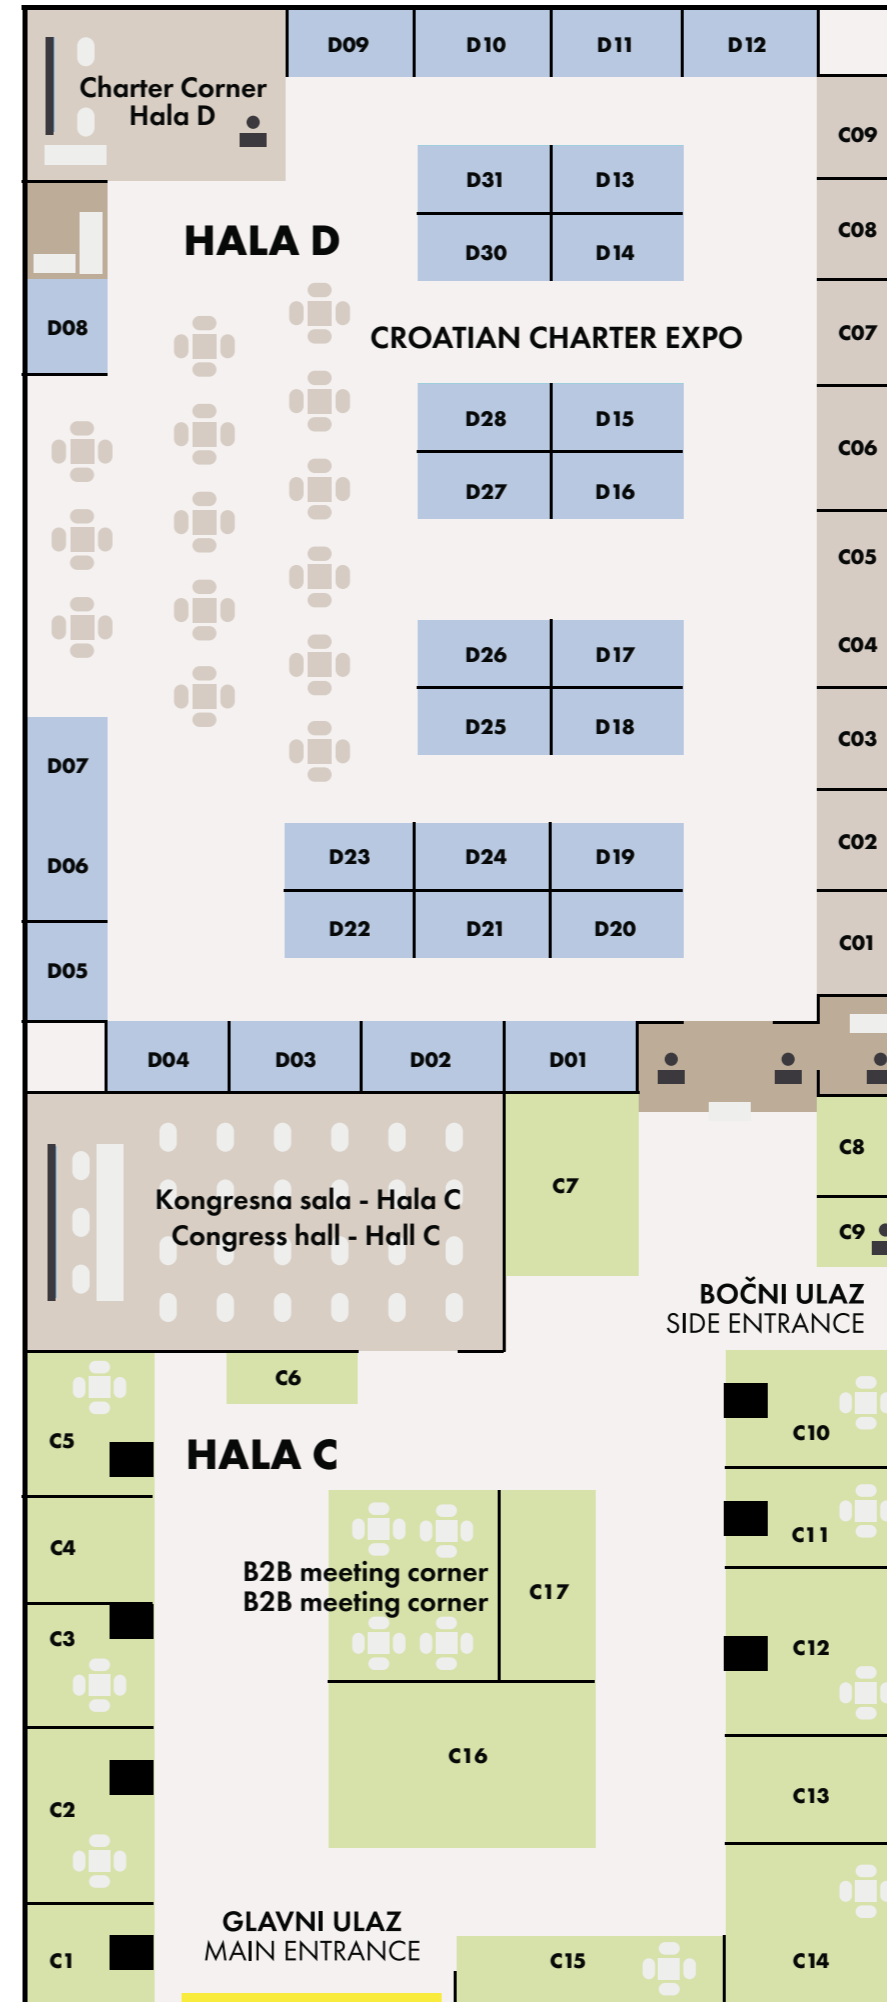 D09 D10 D11 D12
Charter Corner
Hala D
C09
D31 D13
C08
HALA D
D30 D14
D08
CROATIAN CHARTER EXPO
C07
D28 D15
C06
D27 D16
C05
D26 D17
C04
D25 D18
C03
D07
C02
D23 D24 D19
D06
D22 D21 D20
C01
D05
D04 D03 D02 D01
C8
C7
Kongresna sala - Hala C
Congress hall - Hall C
C9
BOČNI ULAZ
SIDE ENTRANCE
C6
C5
C10
HALA C
C11
C4
B2B meeting corner
B2B meeting corner
C17
C3
C12
C16
C13
C2
GLAVNI ULAZ
MAIN ENTRANCE
C1
C15
C14